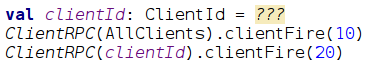 val clientId: ClientId = ???
ClientRPC(AllClients).clientFire(10)
ClientRPC(clientId).clientFire(20)